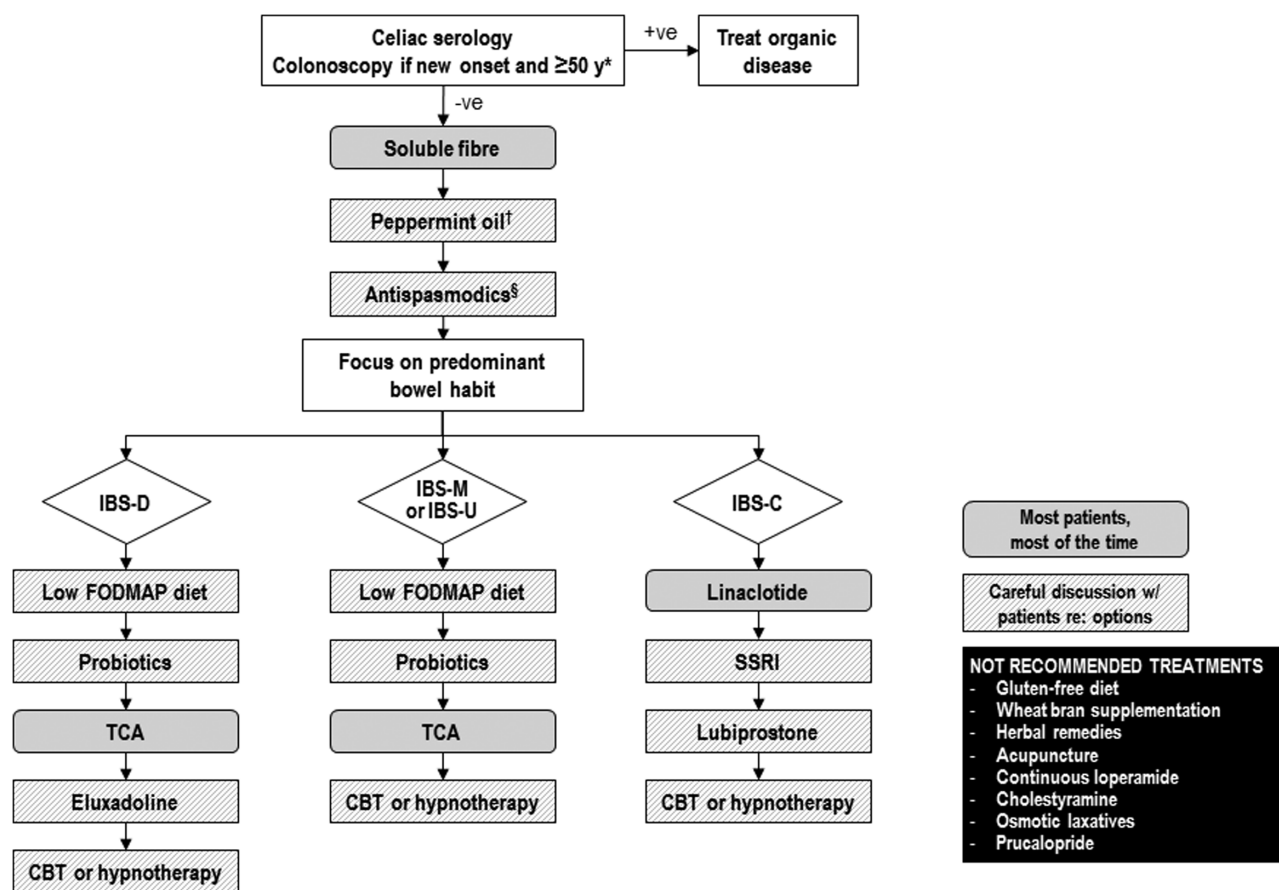 Celiac serology
Colonoscopy if new onset and ≥50 y*
+ve
Treat organic
disease
-ve
Soluble fibre
Peppermint oil†
Antispasmodics§
Focus on predominant
bowel habit
IBS-D
IBS-M
or IBS-U
IBS-C
Low FODMAP diet
Probiotics
TCA
Eluxadoline
CBT or hypnotherapy
Low FODMAP diet
Probiotics
TCA
CBT or hypnotherapy
Linaclotide
SSRI
Lubiprostone
CBT or hypnotherapy
Most patients,
most of the time
Careful discussion w/
patients re: options
NOT RECOMMENDED TREATMENTS
- Gluten-free diet
- Wheat bran supplementation
- Herbal remedies
- Acupuncture
- Continuous loperamide
- Cholestyramine
- Osmotic laxatives
- Prucalopride